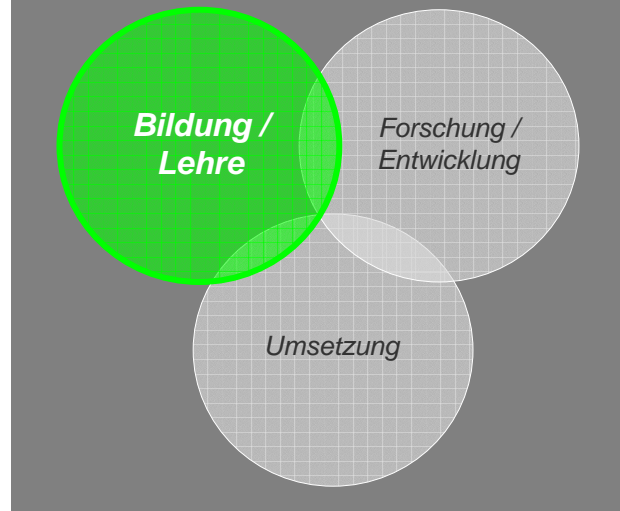 Bildung /
Lehre
Forschung /
Entwicklung
Umsetzung